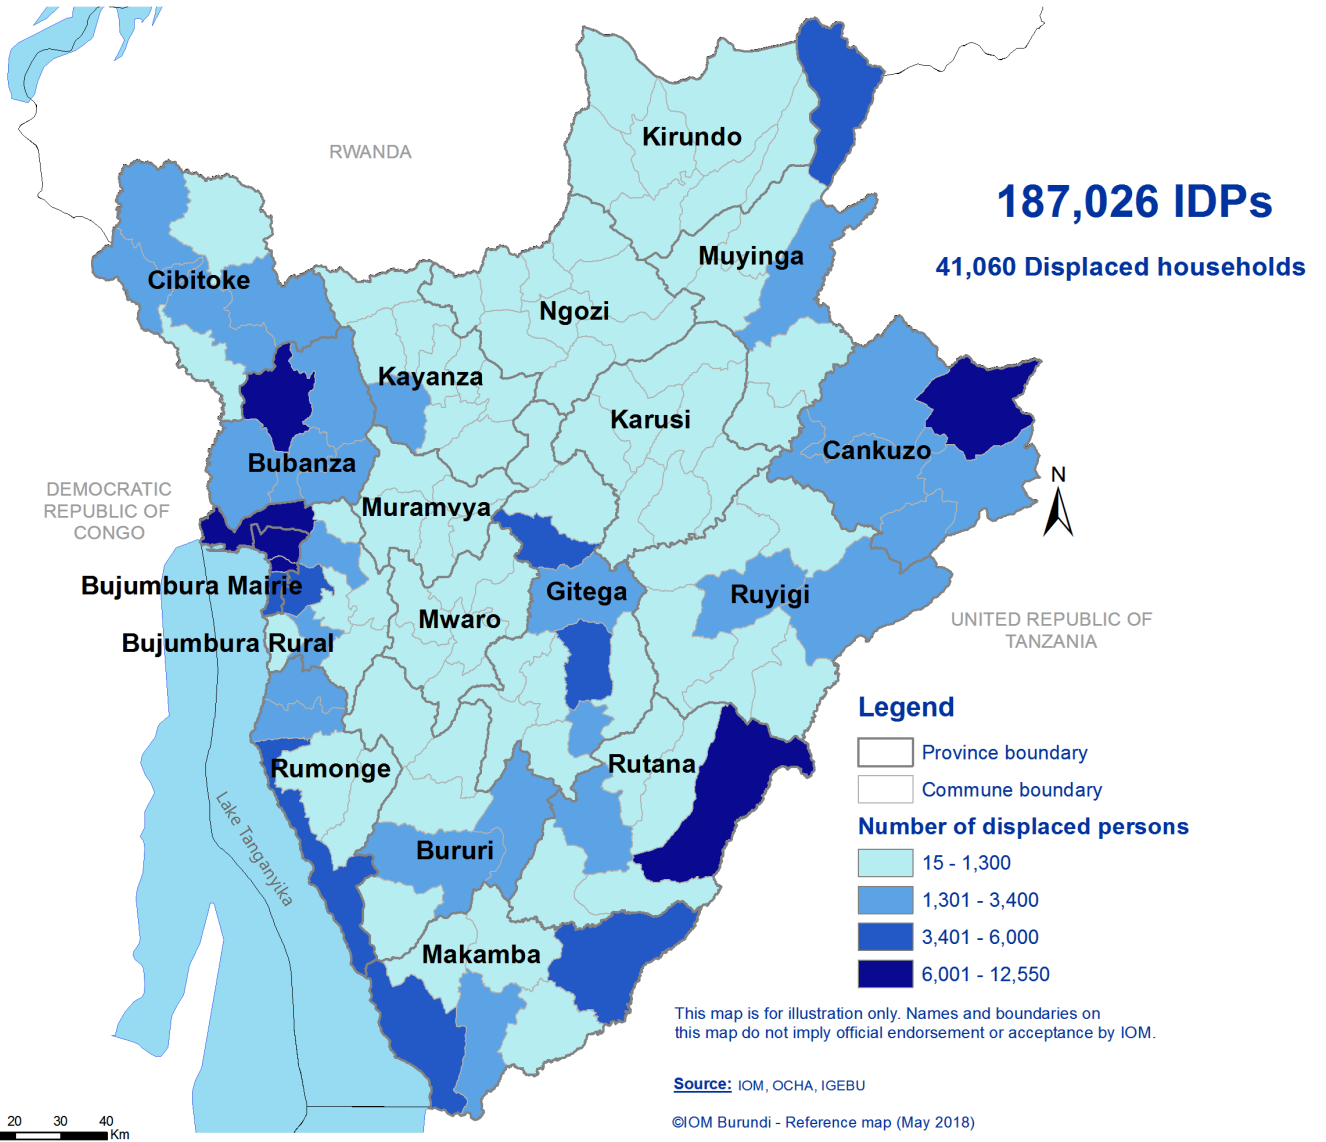 RWANDA
Kirundo
187,026 IDPs
41,060 Displaced households
Muyinga
Cibitoke
Ngozi
Kayanza
Karusi
Cankuzo
Bubanza
DEMOCRATIC
REPUBLIC OF
CONGO
Muramvya
N
Bujumbura Mairie
Gitega
Ruyigi
Mwaro
UNITED REPUBLIC OF
TANZANIA
Bujumbura Rural
Rumonge
Rutana
Lake Tanganyika
Bururi
Makamba
Legend
Province boundary
Commune boundary
Number of displaced persons
15 - 1,300
1,301 - 3,400
3,401 - 6,000
6,001 - 12,550
This map is for illustration only. Names and boundaries on
this map do not imply official endorsement or acceptance by IOM.
Source: IOM, OCHA, IGEBU
©IOM Burundi - Reference map (May 2018)
20 30 40
Km